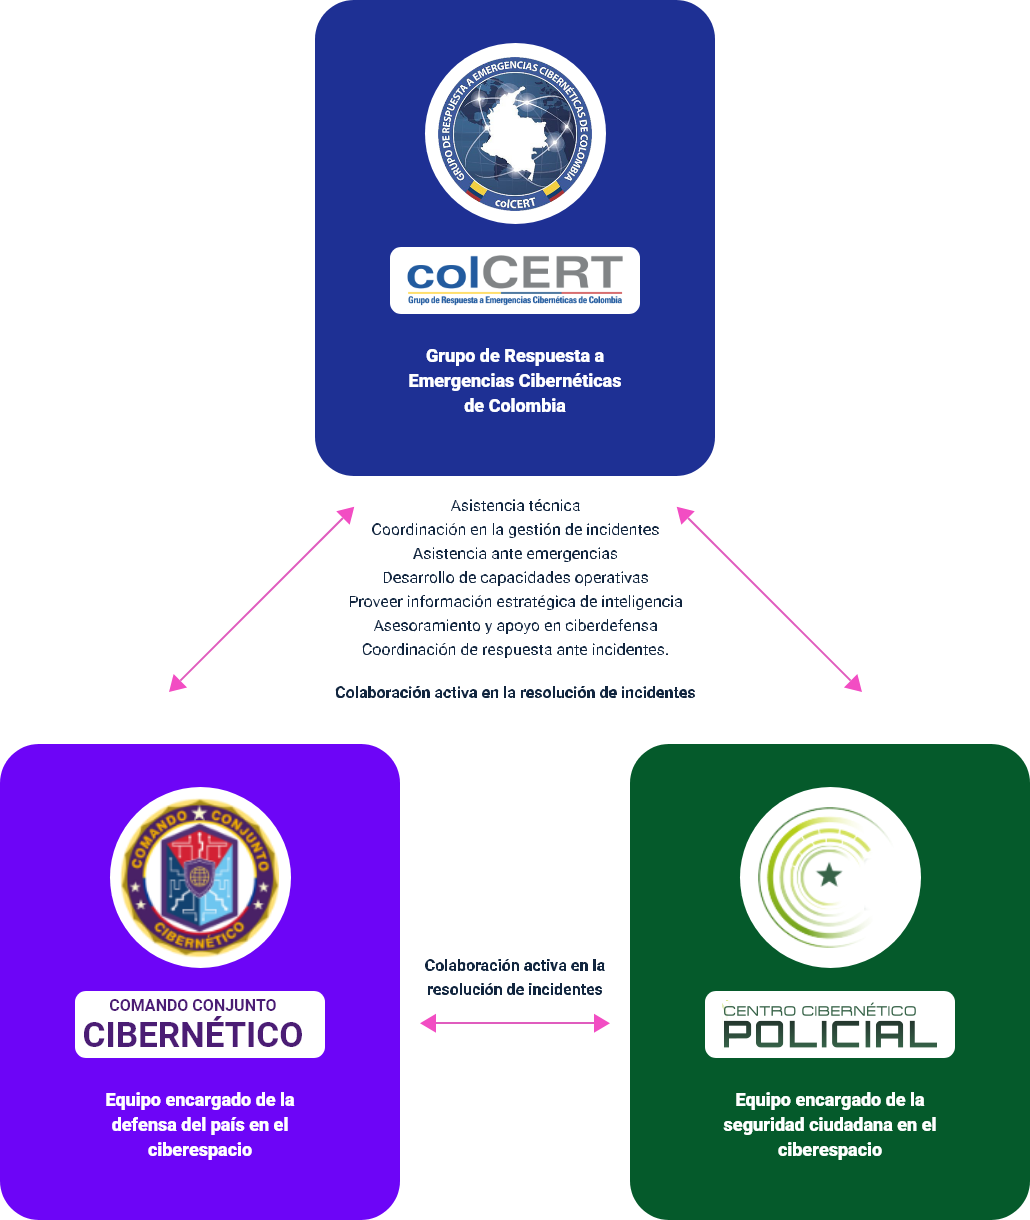 GRUPO DE RESPUESTA A EMERGENCIAS CIBERNÉTICAS DE COLOMBIA
colCERT
colCERT
Grupo de Respuesta a Emergencias Cibernéticas de Colombia
Grupo de Respuesta a
Emergencias Cibernéticas
de Colombia
Asistencia técnica
Coordinación en la gestión de incidentes
Asistencia ante emergencias
Desarrollo de capacidades operativas
Proveer información estratégica de inteligencia
Asesoramiento y apoyo en ciberdefensa
Coordinación de respuesta ante incidentes.
Colaboración activa en la resolución de incidentes
COMANDO CONJUNTO
CIBERNÉTICO
COMANDO CONJUNTO
CIBERNÉTICO
Equipo encargado de la
defensa del país en el
ciberespacio
Colaboración activa en la
resolución de incidentes
CENTRO CIBERNÉTICO
POLICIAL
Equipo encargado de la
seguridad ciudadana en el
ciberespacio